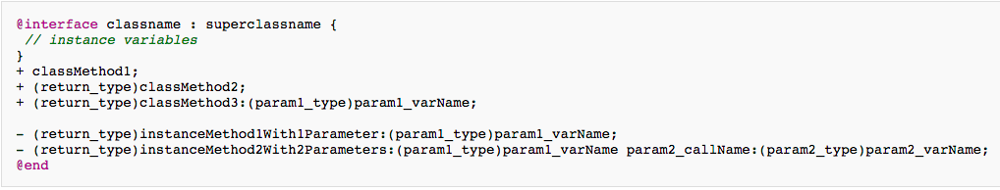 @interface classname : superclassname {
 // instance variables
}
+ classMethod1;
+ (return_type)classMethod2;
+ (return_type)classMethod3:(param1_type)param1_varName;

- (return_type)instanceMethod1With1Parameter:(param1_type)param1_varName;
- (return_type)instanceMethod2With2Parameters:(param1_type)param1_varName param2_callName:(param2_type)param2_varName;
@end